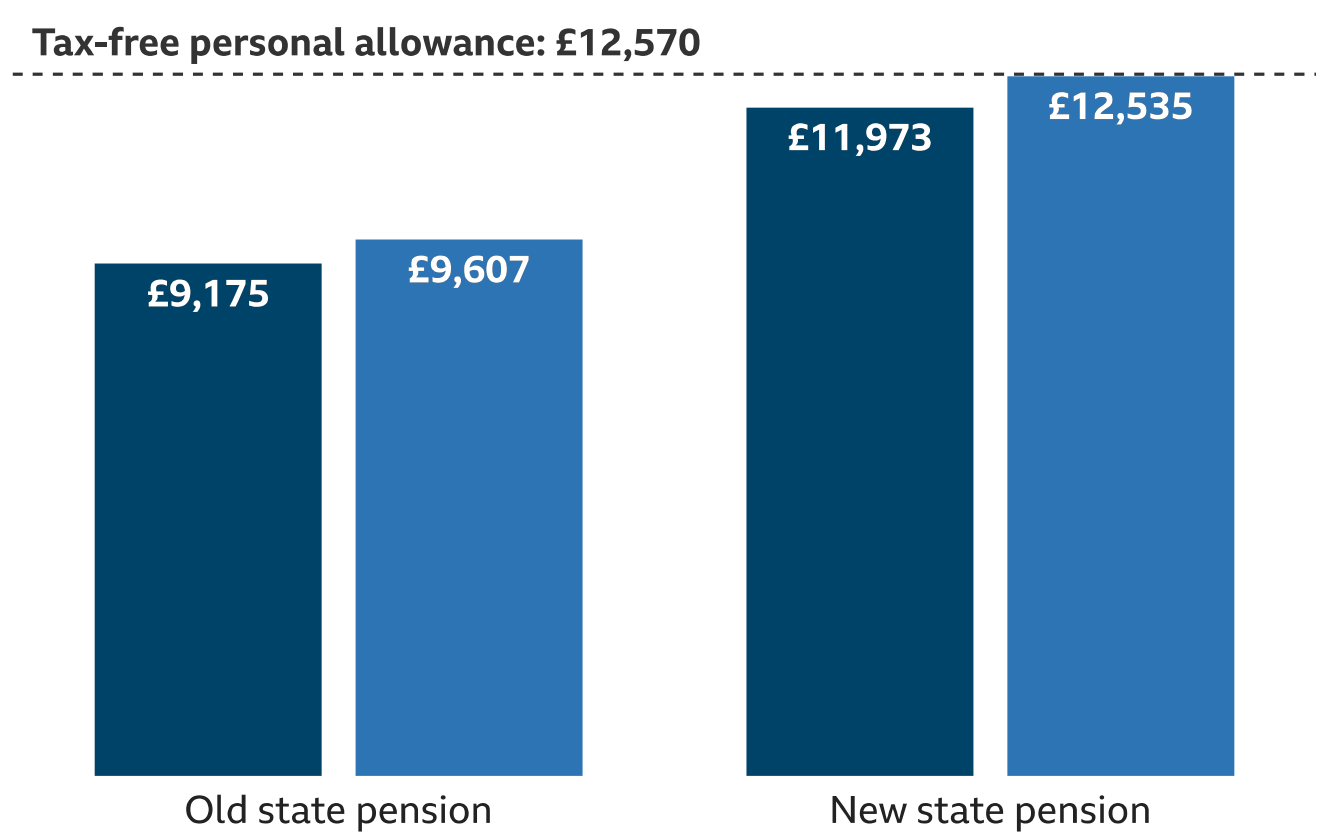 Tax-free personal allowance: £12,570
£9,175
£9,607
£11,973
£12,535
Old state pension
New state pension